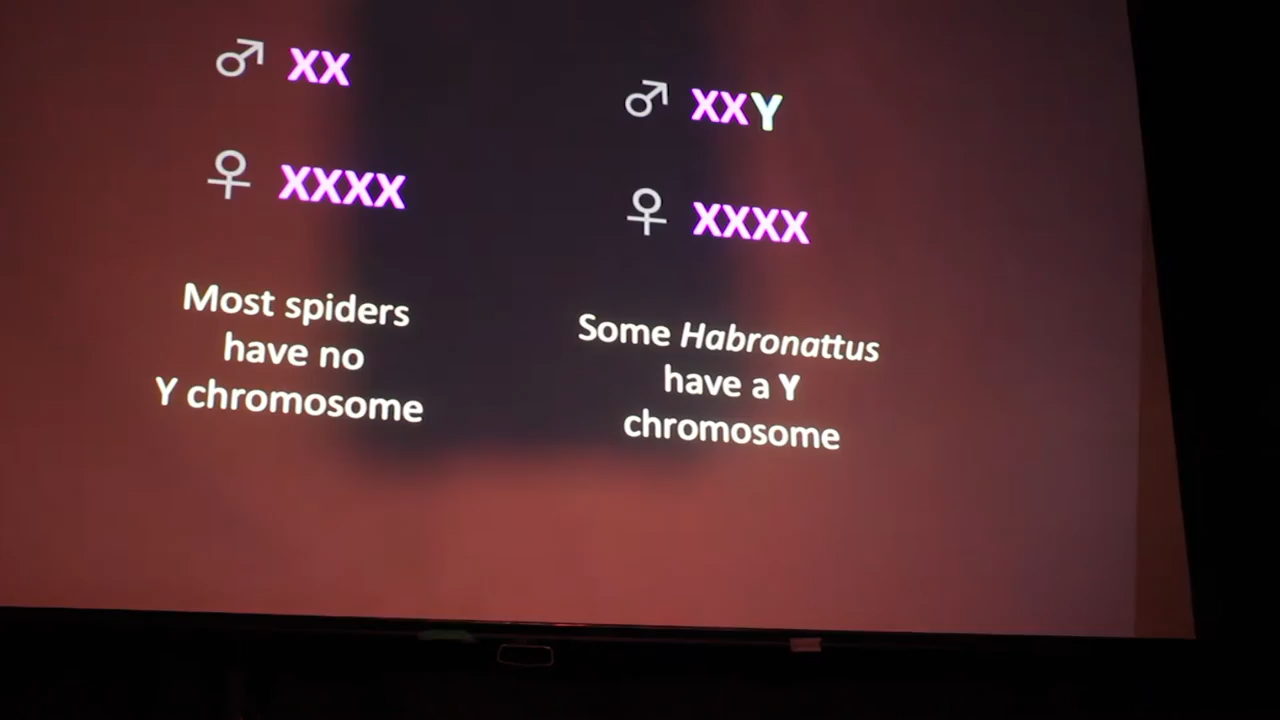 ♂ XX
♀ XXXX
Most spiders
have no
Y chromosome
♂ XXY
♀ XXXX
Some Habronattus
have a Y
chromosome